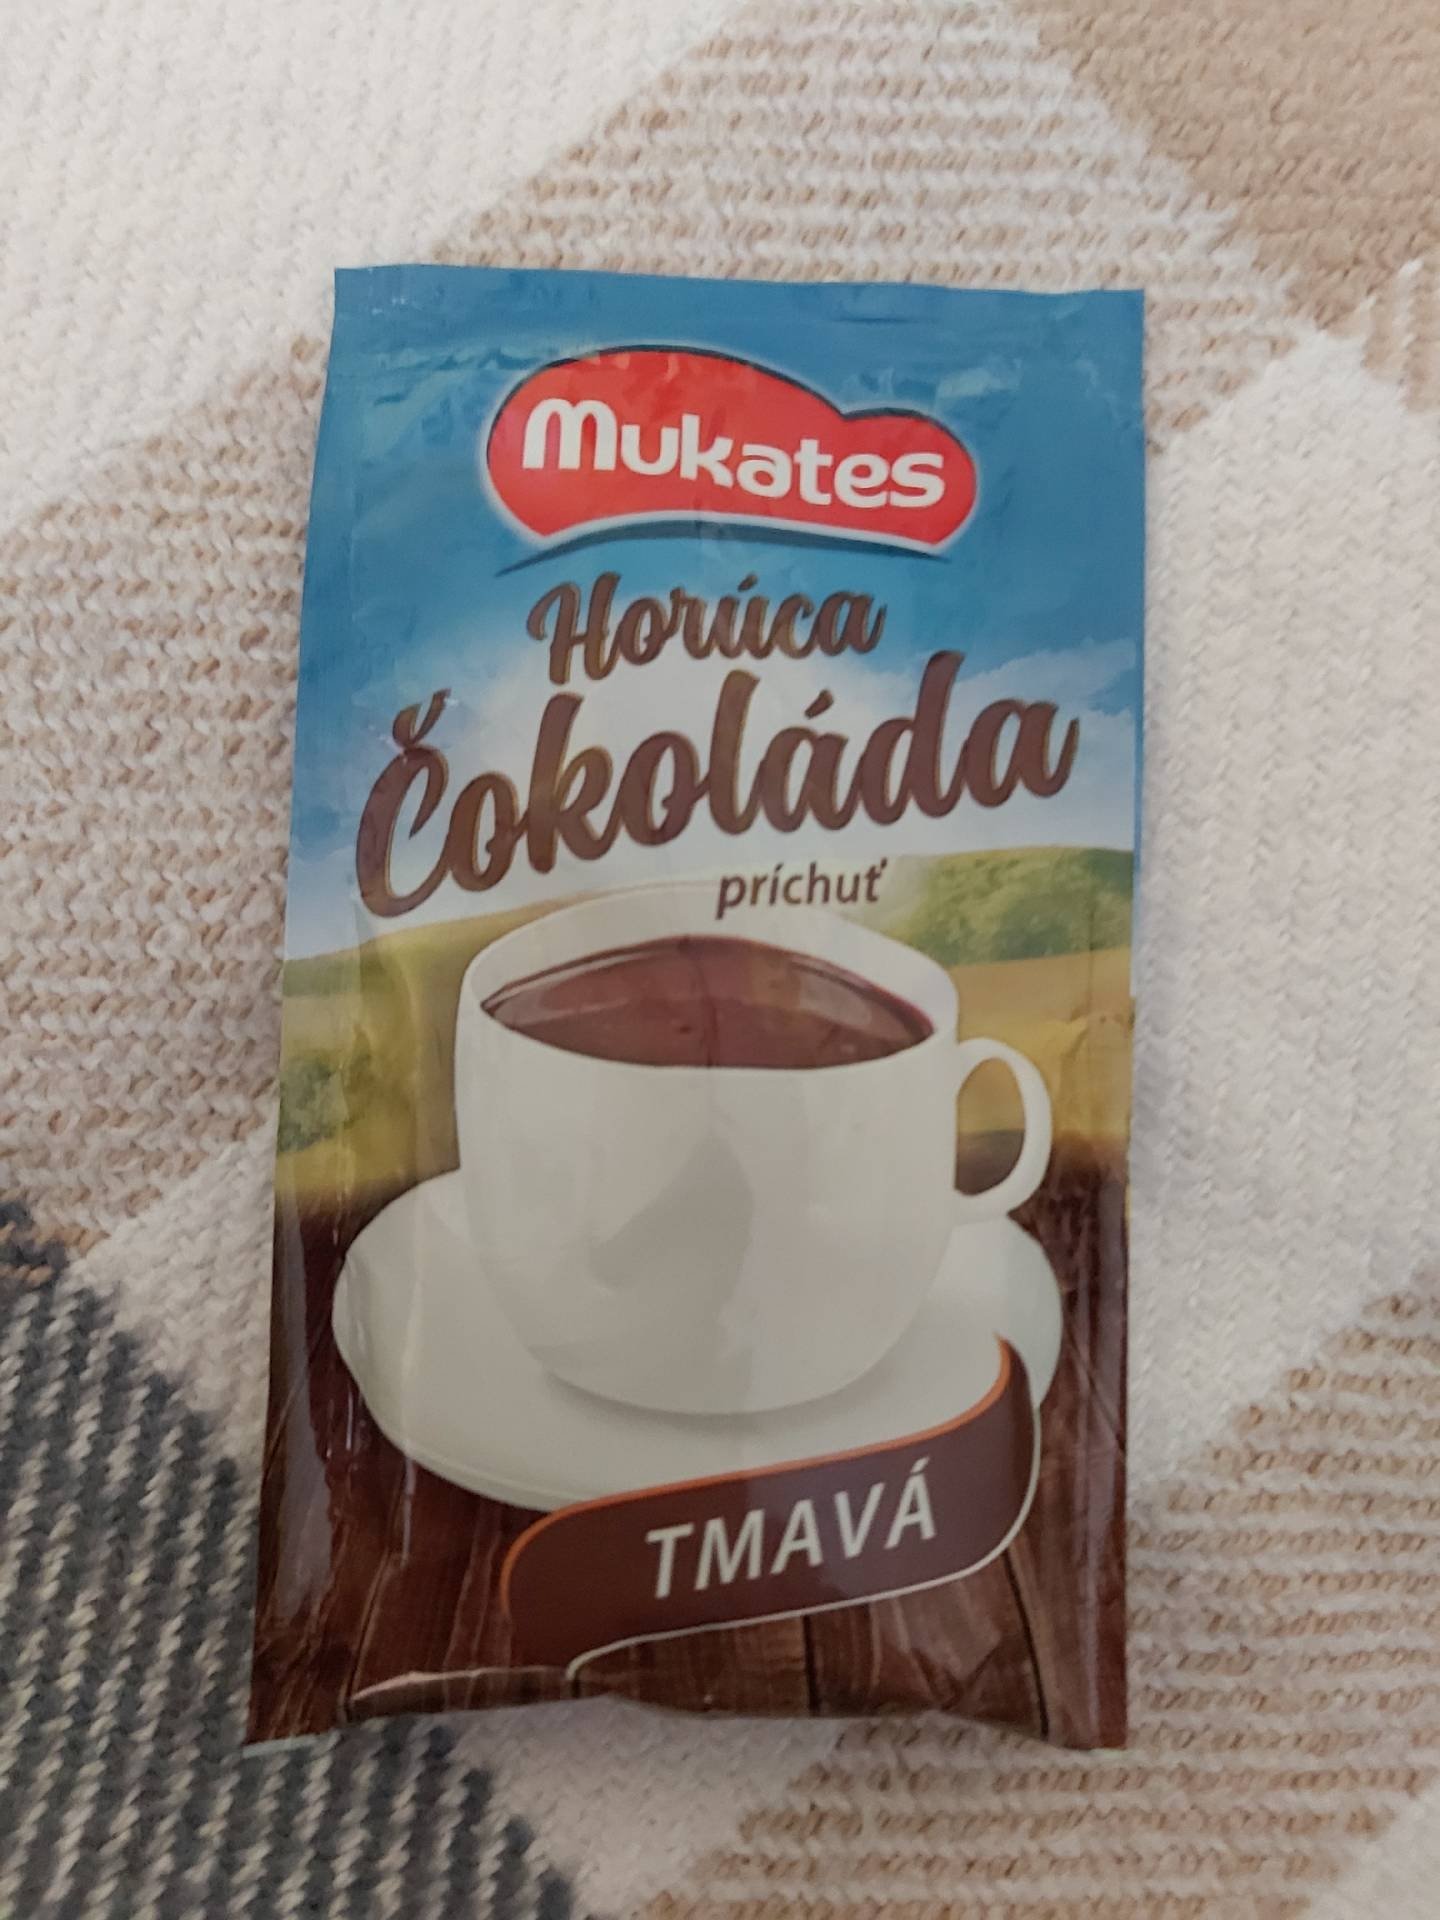 Mukates
Horúca
Čokoláda
príchuť
TMAVÁ